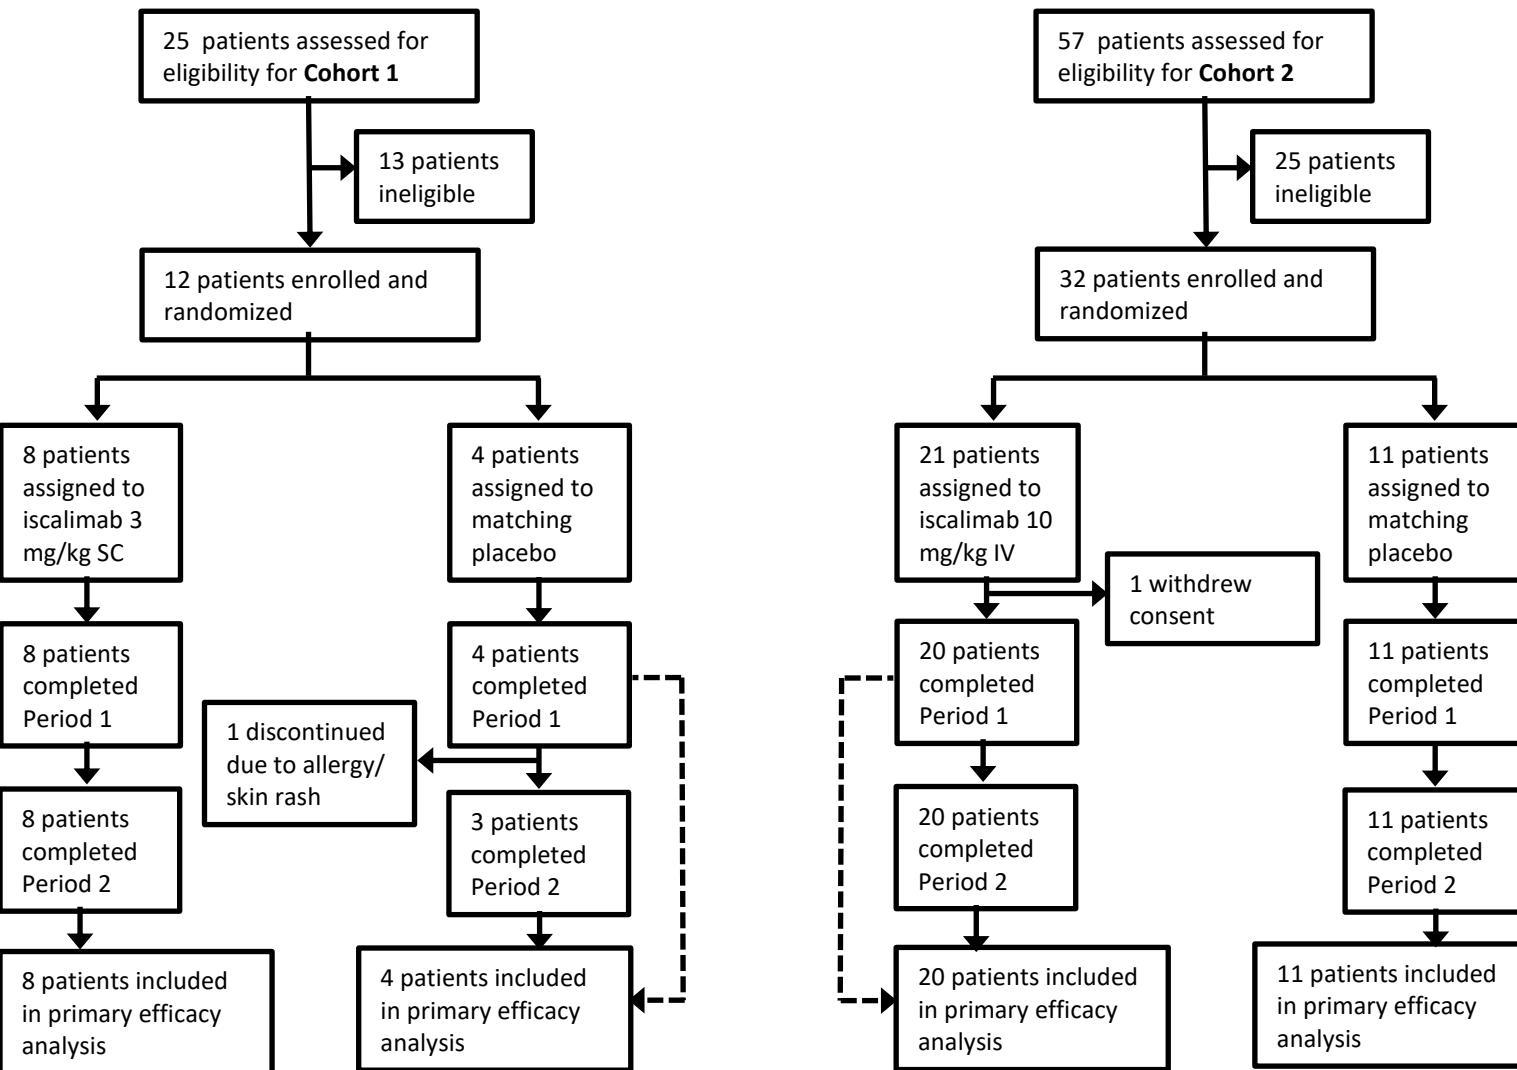 25  patients assessed for
eligibility for Cohort 1
13 patients
ineligible
12 patients enrolled and
randomized
8 patients
assigned to
iscalimab 3
mg/kg SC
4 patients
assigned to
matching
placebo
8 patients
completed
Period 1
4 patients
completed
Period 1
1 discontinued
due to allergy/
skin rash
8 patients
completed
Period 2
3 patients
completed
Period 2
8 patients included
in primary efficacy
analysis
4 patients included
in primary efficacy
analysis
57  patients assessed for
eligibility for Cohort 2
25 patients
ineligible
32 patients enrolled and
randomized
21 patients
assigned to
iscalimab 10
mg/kg IV
11 patients
assigned to
matching
placebo
1 withdrew
consent
20 patients
completed
Period 1
11 patients
completed
Period 1
20 patients
completed
Period 2
11 patients
completed
Period 2
20 patients included
in primary efficacy
analysis
11 patients included
in primary efficacy
analysis